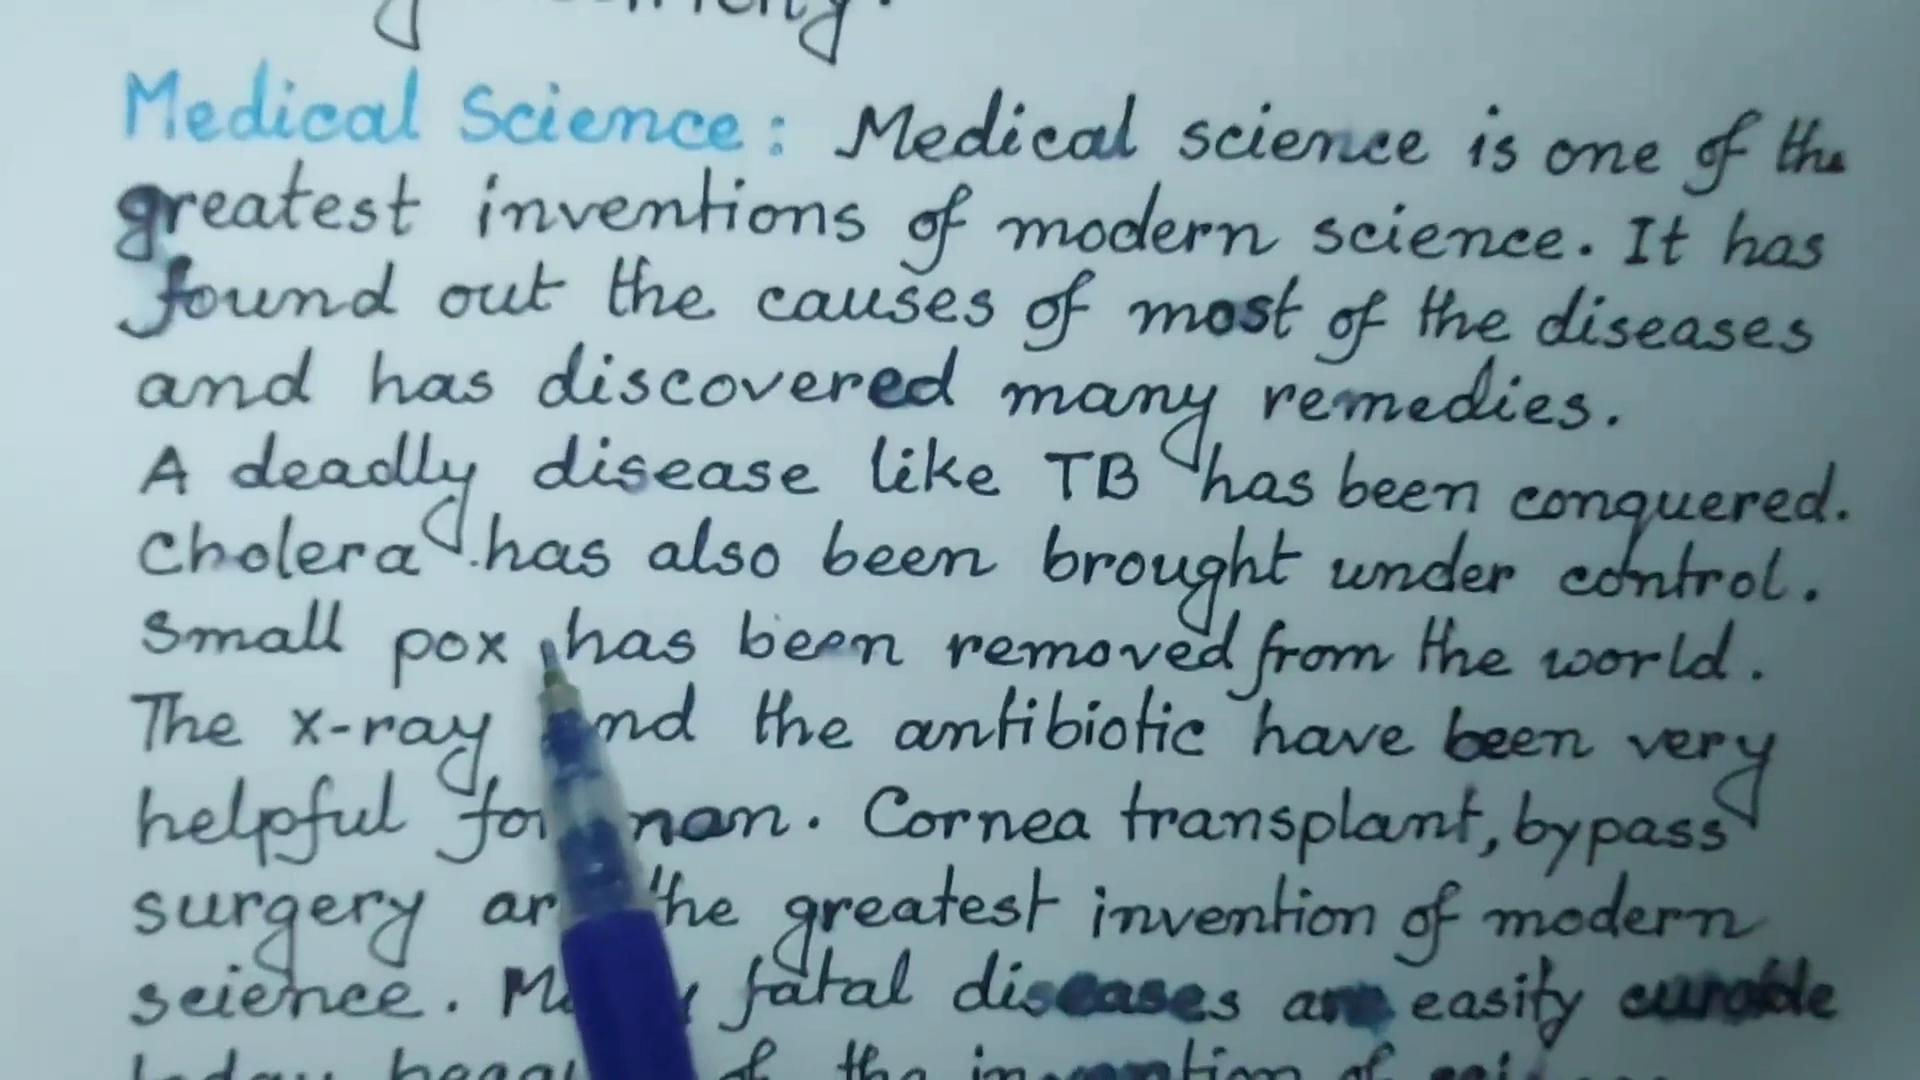 Medical Science: Medical science is one of the
greatest inventions of modern science. It has
found out the causes of most of the diseases
and has discovered many remedies.
A deadly disease like TB has been conquered.
Cholera has also been brought under control.
Small pox has been removed from the world.
The x-ray and the antibiotic have been very
helpful for man. Cornea transplant, bypass
surgery are the greatest invention of modern
science. Many fatal diseases are easily curable
of the